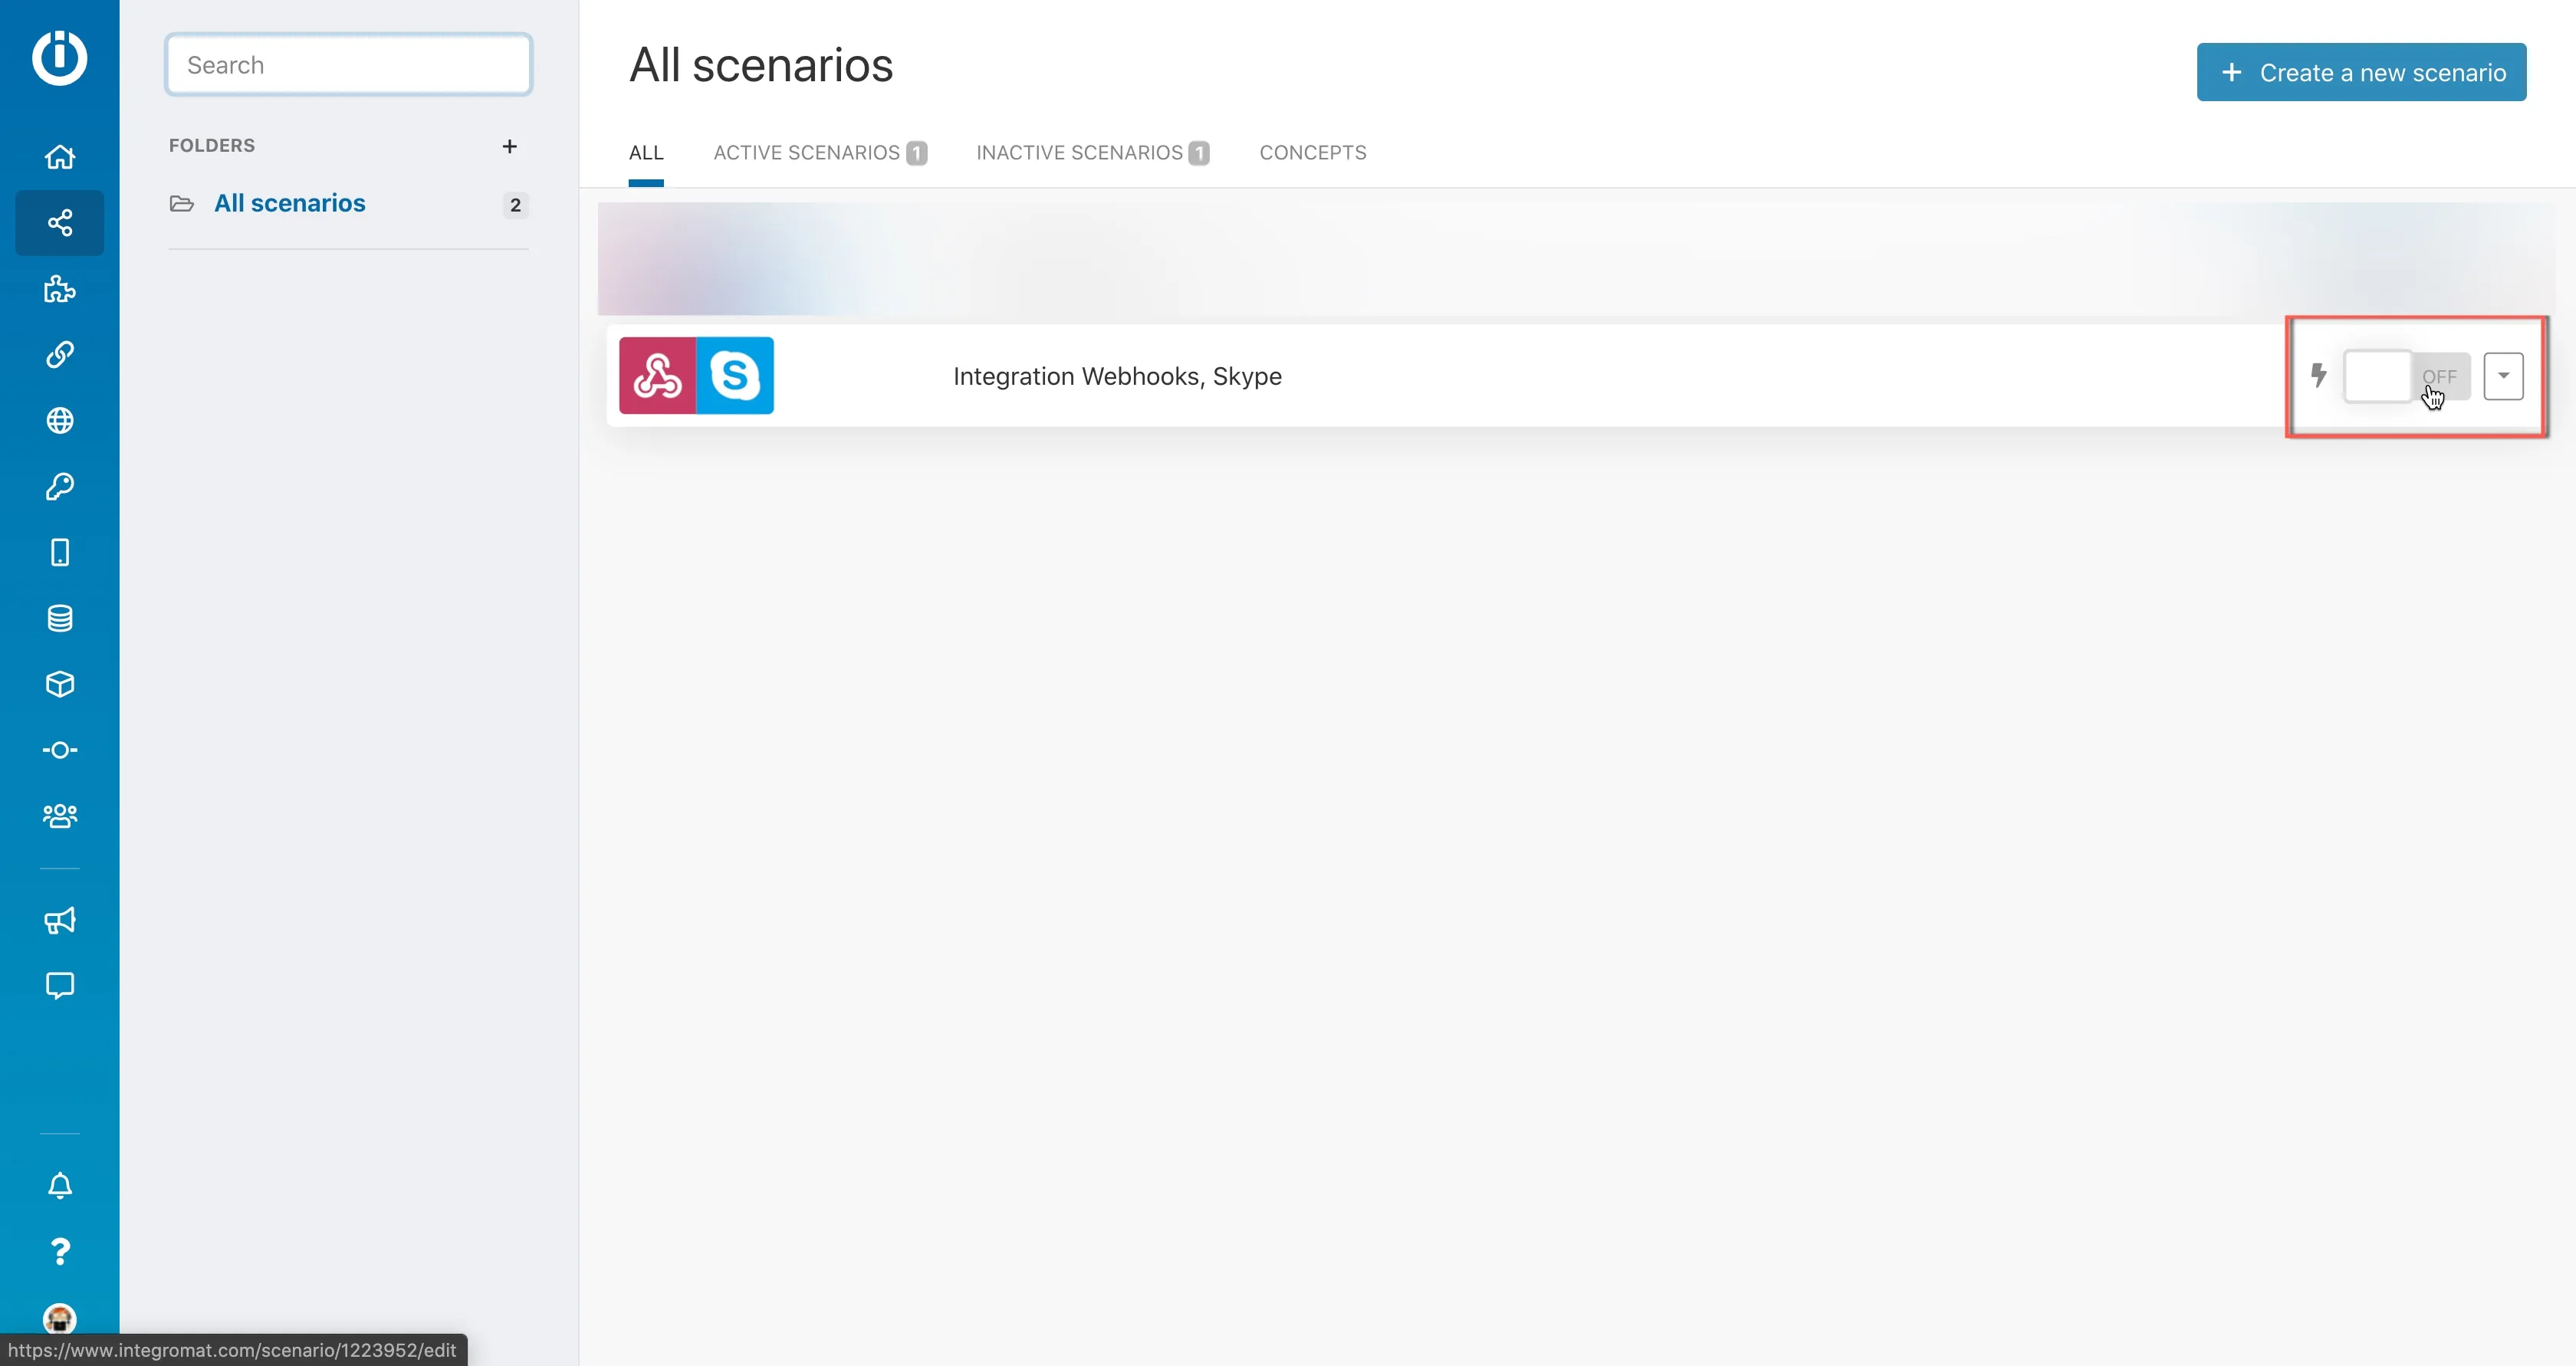 Search
FOLDERS +
All scenarios 2
All scenarios
+ Create a new scenario
ALL ACTIVE SCENARIOS 1 INACTIVE SCENARIOS 1 CONCEPTS
Integration Webhooks, Skype
OFF
?
https://www.integromat.com/scenario/1223952/edit